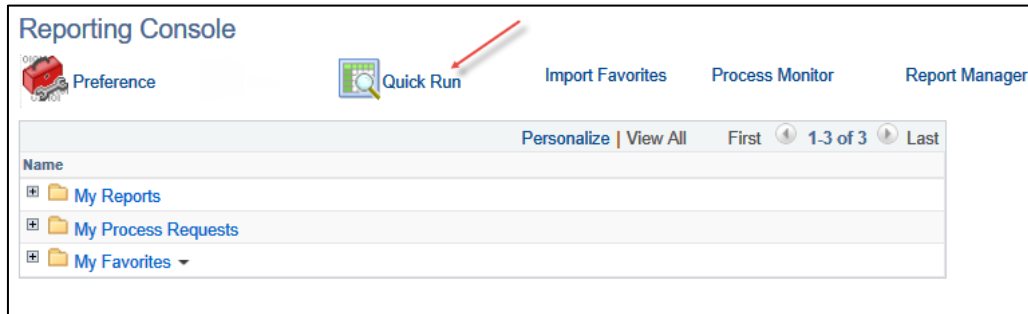 Reporting Console
Preference Quick Run Import Favorites Process Monitor Report Manager
Personalize | View All First 1-3 of 3 Last
Name
My Reports
My Process Requests
My Favorites